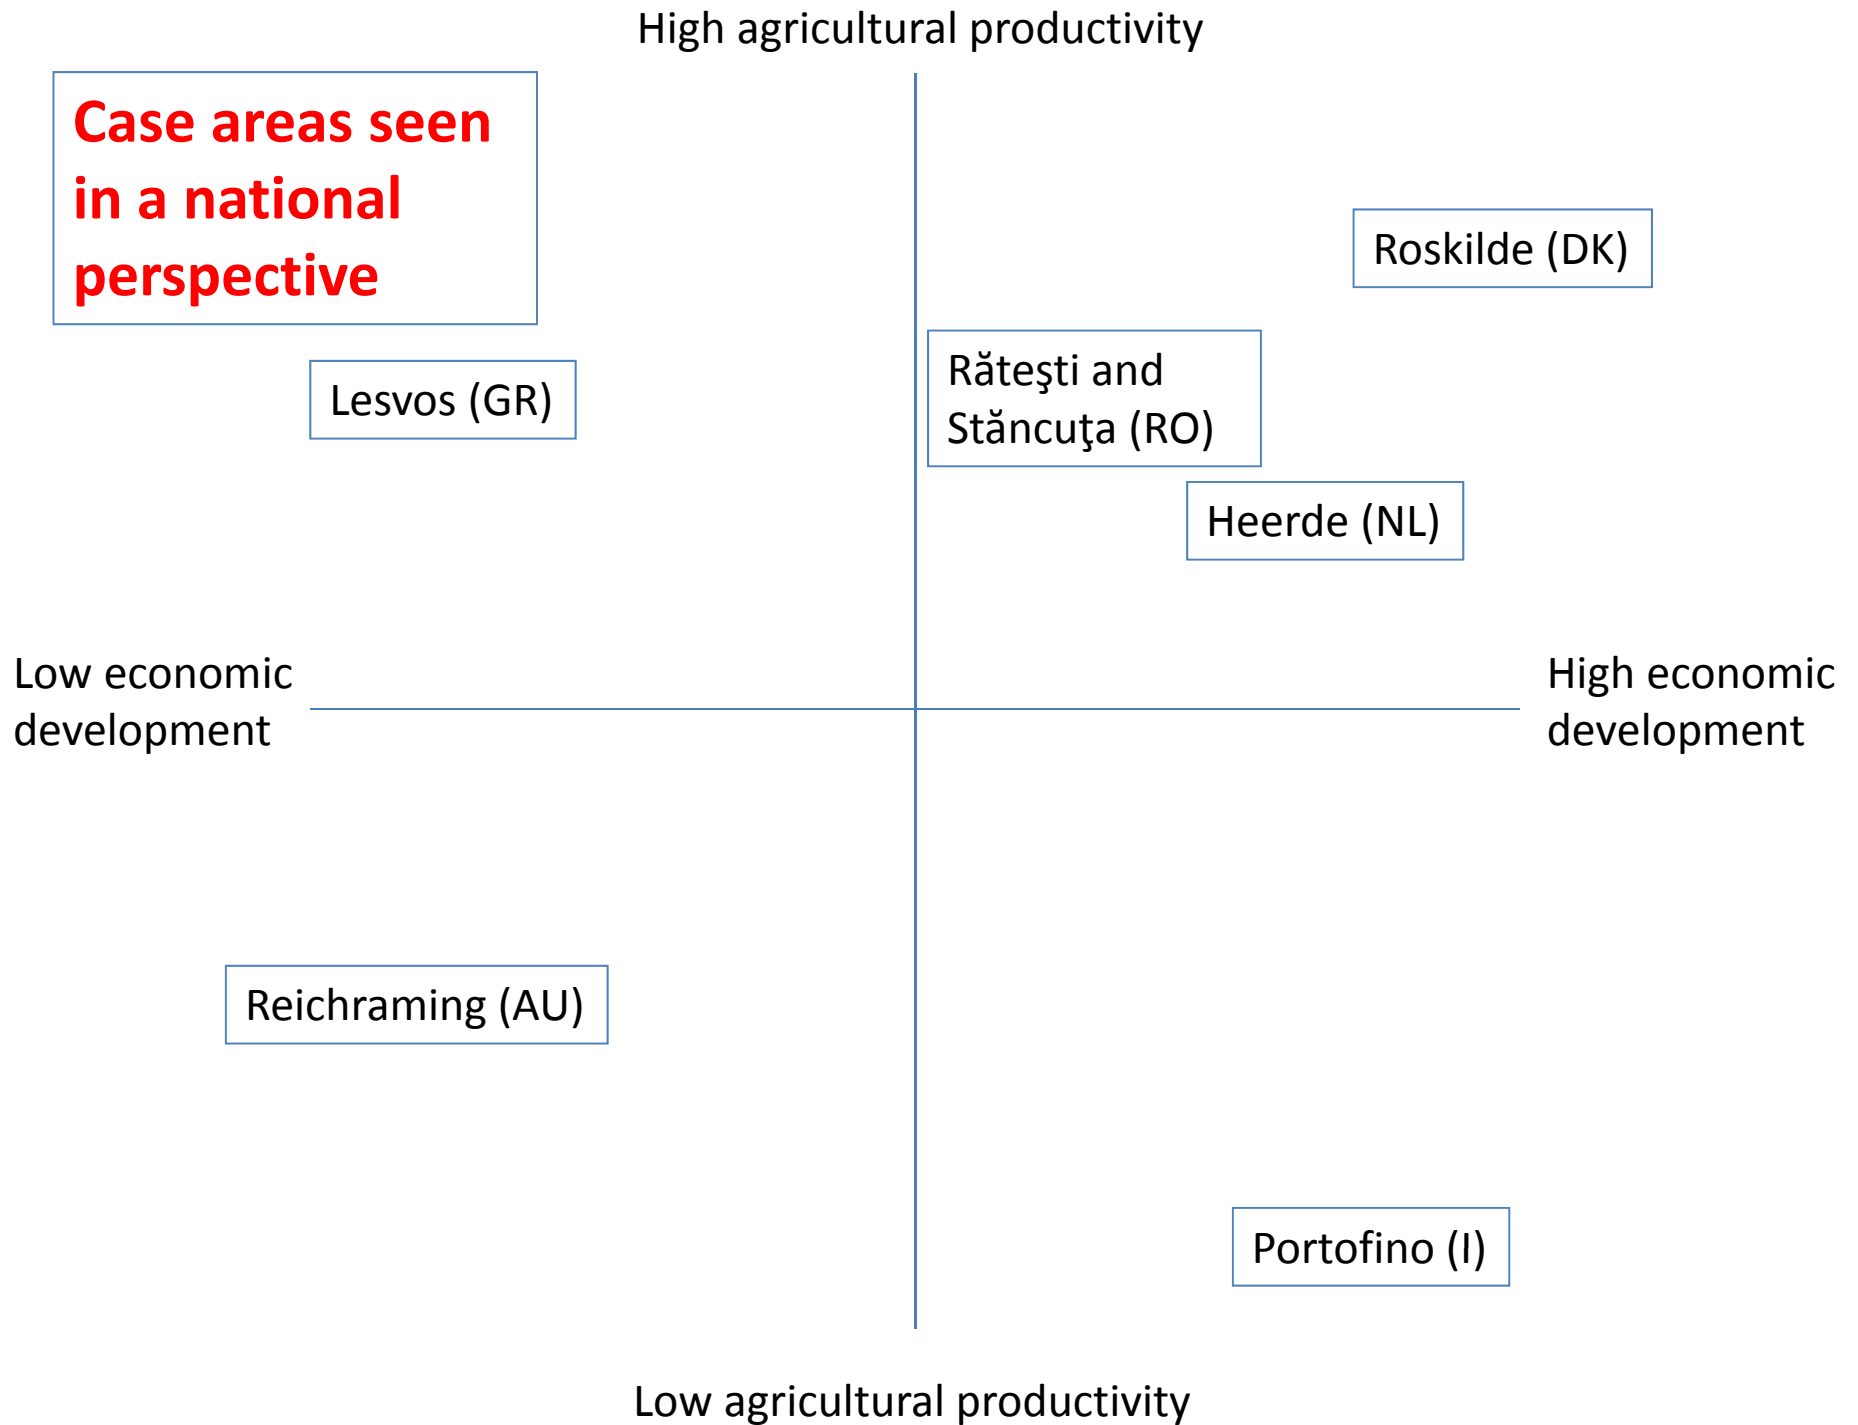 High agricultural productivity
Case areas seen
in a national
perspective
Roskilde (DK)
Răteşti and
Stăncuţa (RO)
Lesvos (GR)
Heerde (NL)
Low economic
development
High economic
development
Reichraming (AU)
Portofino (I)
Low agricultural productivity